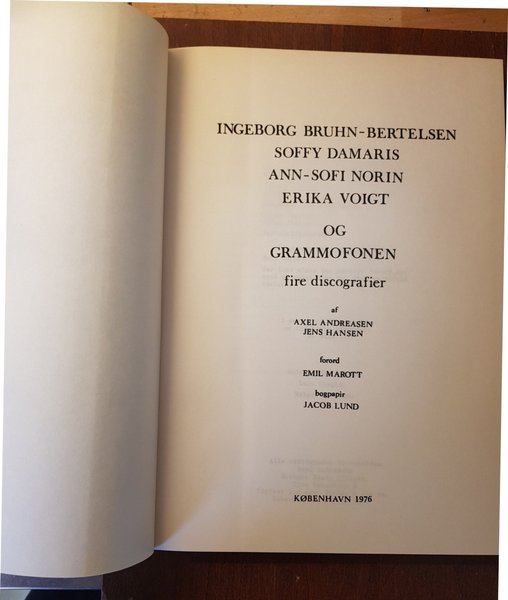 INGEBORG BRUHN-BERTELSEN
SOFFY DAMARIS
ANN-SOFI NORIN
ERIKA VOIGT
OG
GRAMMOFONEN
fire discografier
af
AXEL ANDREASEN
JENS HANSEN
forord
EMIL MAROTT
bogpapir
JACOB LUND
KØBENHAVN 1976